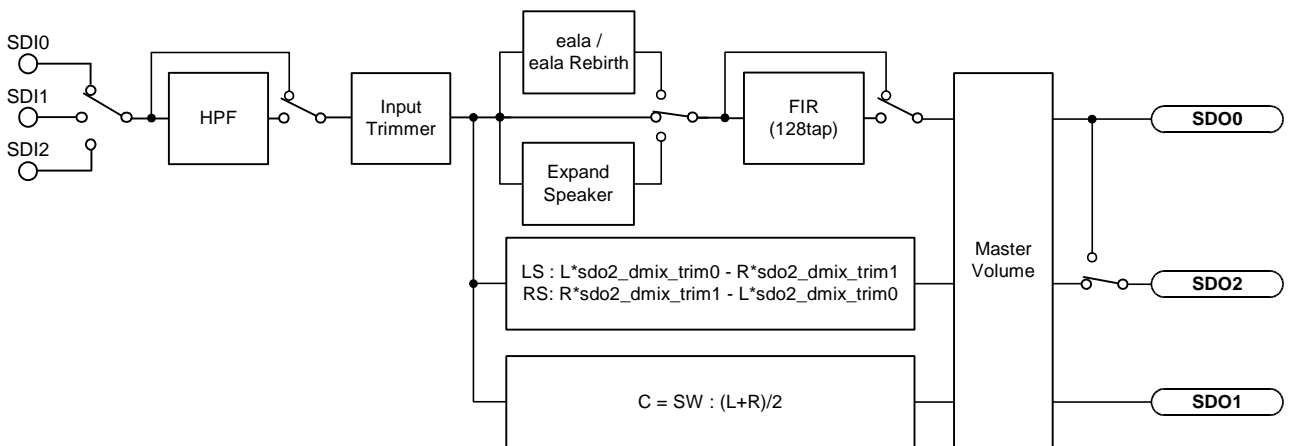 SDI0
SDI1
SDI2
HPF
Input
Trimmer
eala /
eala Rebirth
Expand
Speaker
FIR
(128tap)
LS : L*sdo2_dmix_trim0 - R*sdo2_dmix_trim1
RS: R*sdo2_dmix_trim1 - L*sdo2_dmix_trim0
C = SW : (L+R)/2
Master
Volume
SDO0
SDO2
SDO1